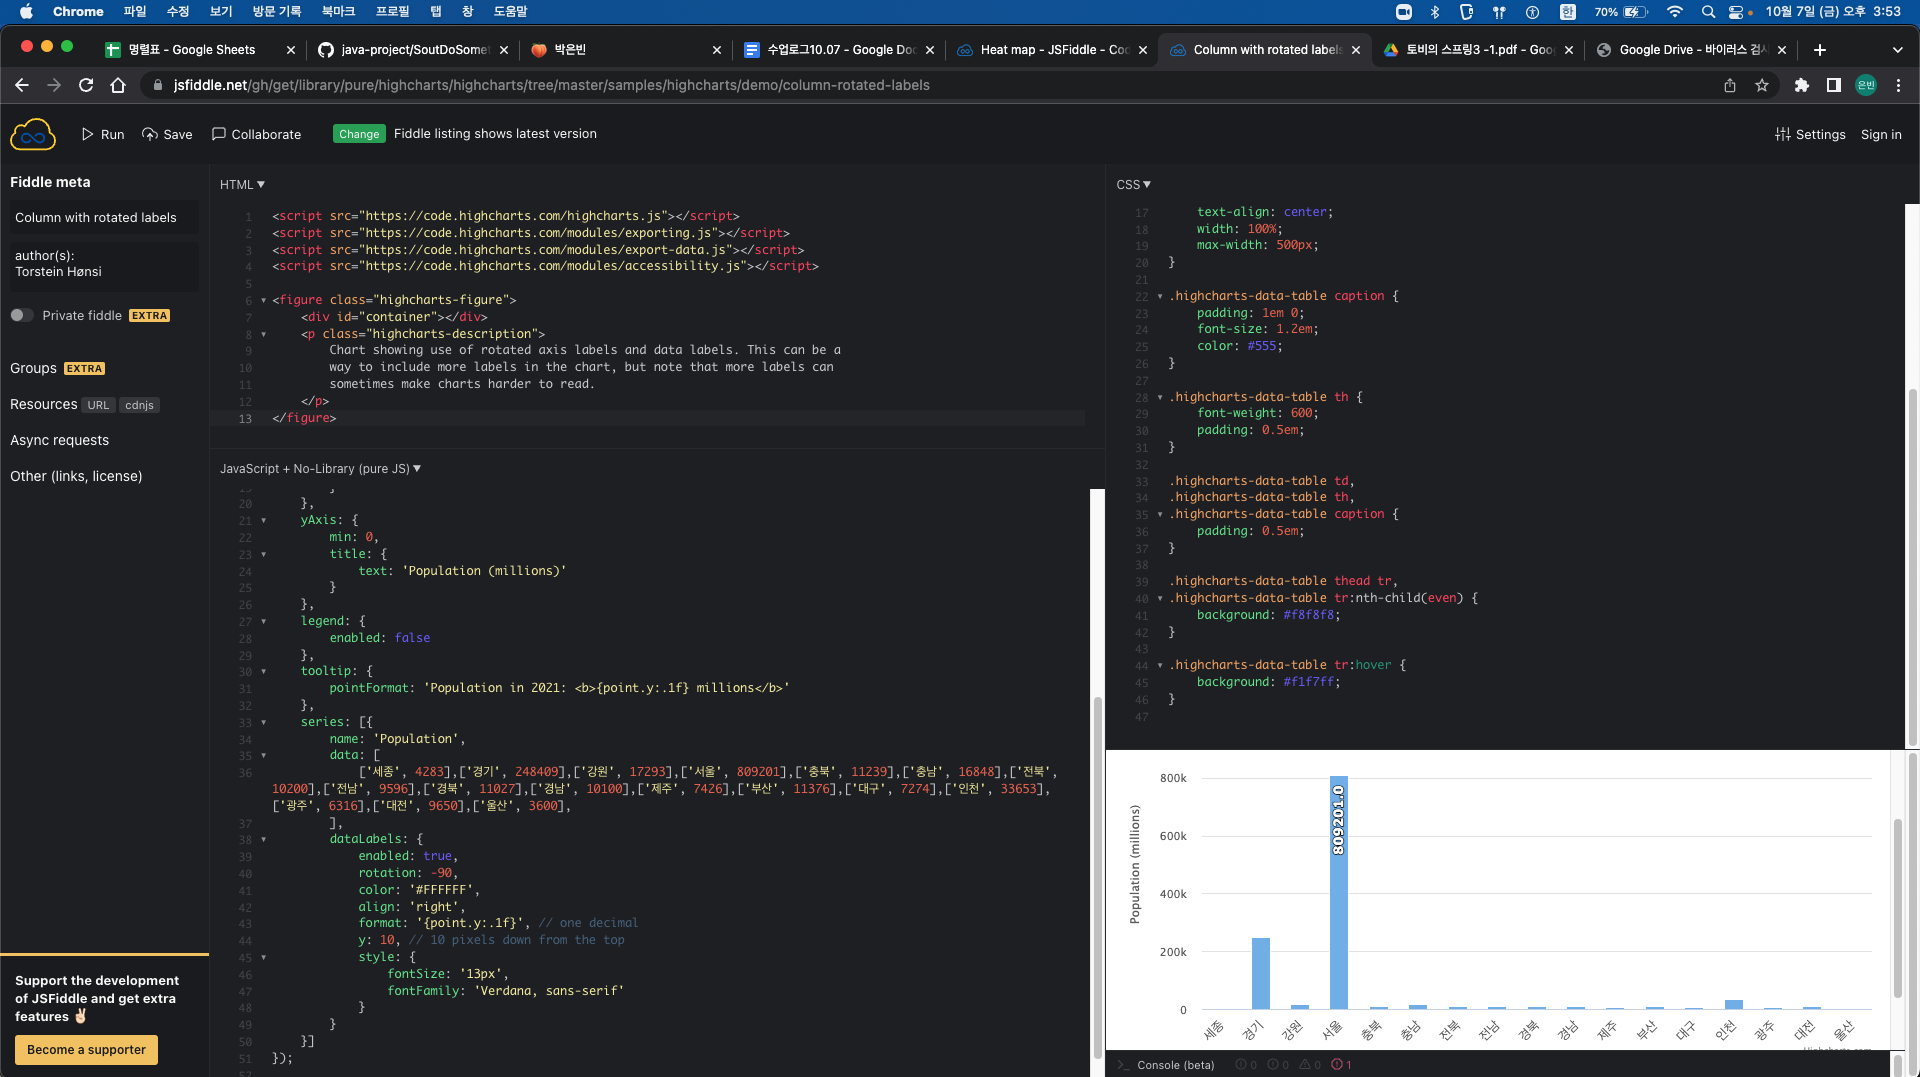 Chrome 파일 수정 보기 방문 기록 북마크 프로필 탭 창 도움말 한 70% 10월 7일 (금) 오후 3:53
명렬표 - Google Sheets
java-project/SoutDoSomet
박은빈
수업로그10.07 - Google Doc
Heat map - JSFiddle - Co
Column with rotated labels
토비의 스프링3 -1.pdf - Goo
Google Drive - 바이러스 검사
jsfiddle.net/gh/get/library/pure/highcharts/highcharts/tree/master/samples/highcharts/demo/column-rotated-labels
은빈
Run Save Collaborate Change Fiddle listing shows latest version Settings Sign in
Fiddle meta
Column with rotated labels
author(s):
Torstein Hønsi
Private fiddle EXTRA
Groups EXTRA
Resources URL cdnjs
Async requests
Other (links, license)
Support the development
of JSFiddle and get extra
features ✌🏻
Become a supporter
HTML ▼
1 <script src="https://code.highcharts.com/highcharts.js"></script>
2 <script src="https://code.highcharts.com/modules/exporting.js"></script>
3 <script src="https://code.highcharts.com/modules/export-data.js"></script>
4 <script src="https://code.highcharts.com/modules/accessibility.js"></script>
5
6 <figure class="highcharts-figure">
7 <div id="container"></div>
8 <p class="highcharts-description">
9 Chart showing use of rotated axis labels and data labels. This can be a
10 way to include more labels in the chart, but note that more labels can
11 sometimes make charts harder to read.
12 </p>
13 </figure>
JavaScript + No-Library (pure JS) ▼
19 }
20 },
21 yAxis: {
22 min: 0,
23 title: {
24 text: 'Population (millions)'
25 }
26 },
27 legend: {
28 enabled: false
29 },
30 tooltip: {
31 pointFormat: 'Population in 2021: <b>{point.y:.1f} millions</b>'
32 },
33 series: [{
34 name: 'Population',
35 data: [
36 ['세종', 4283],['경기', 248409],['강원', 17293],['서울', 809201],['충북', 11239],['충남', 16848],['전북',
10200],['전남', 9596],['경북', 11027],['경남', 10100],['제주', 7426],['부산', 11376],['대구', 7274],['인천', 33653],
['광주', 6316],['대전', 9650],['울산', 3600],
37 ],
38 dataLabels: {
39 enabled: true,
40 rotation: -90,
41 color: '#FFFFFF',
42 align: 'right',
43 format: '{point.y:.1f}', // one decimal
44 y: 10, // 10 pixels down from the top
45 style: {
46 fontSize: '13px',
47 fontFamily: 'Verdana, sans-serif'
48 }
49 }
50 }]
51 });
52
CSS ▼
17 text-align: center;
18 width: 100%;
19 max-width: 500px;
20 }
21
22 .highcharts-data-table caption {
23 padding: 1em 0;
24 font-size: 1.2em;
25 color: #555;
26 }
27
28 .highcharts-data-table th {
29 font-weight: 600;
30 padding: 0.5em;
31 }
32
33 .highcharts-data-table td,
34 .highcharts-data-table th,
35 .highcharts-data-table caption {
36 padding: 0.5em;
37 }
38
39 .highcharts-data-table thead tr,
40 .highcharts-data-table tr:nth-child(even) {
41 background: #f8f8f8;
42 }
43
44 .highcharts-data-table tr:hover {
45 background: #f1f7ff;
46 }
47
Population (millions)
800k
600k
400k
200k
0
809201.0
세종 경기 강원 서울 충북 충남 전북 전남 경북 경남 제주 부산 대구 인천 광주 대전 울산
Highcharts.com
Console (beta) 0 0 0 1